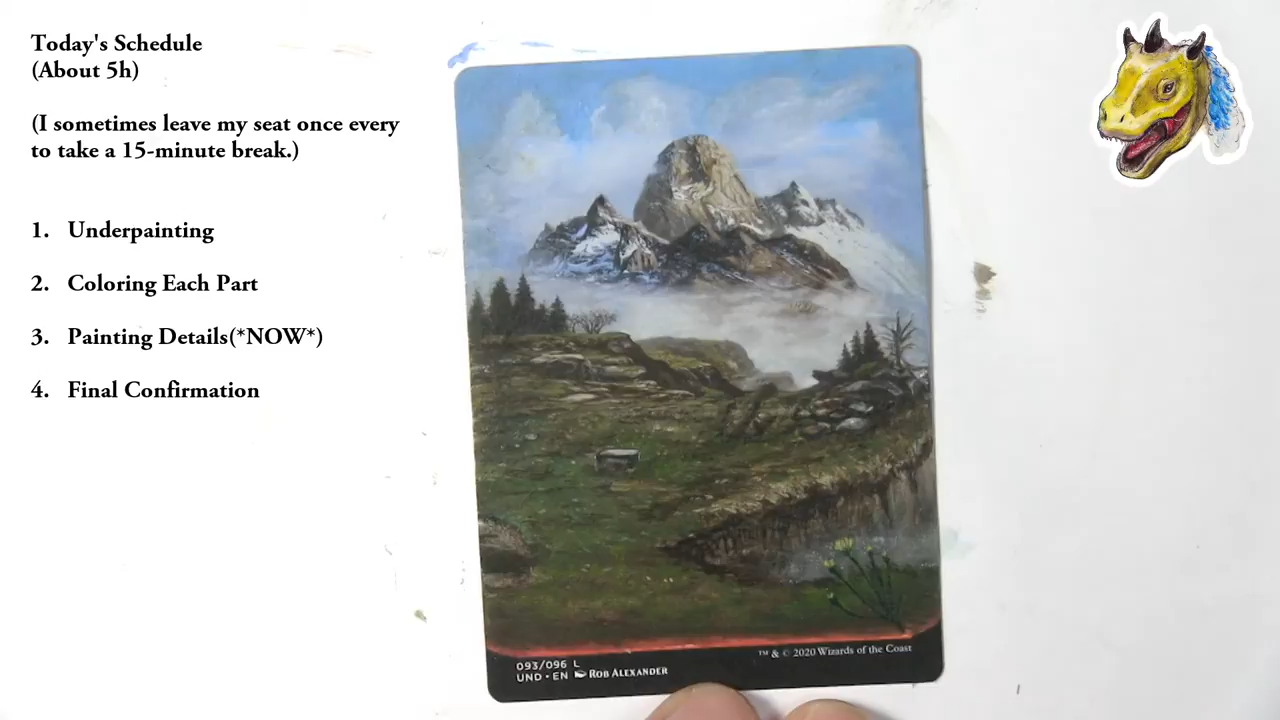 Today's Schedule
(About 5h)
(I sometimes leave my seat once every
to take a 15-minute break.)
1. Underpainting
2. Coloring Each Part
3. Painting Details(*NOW*)
4. Final Confirmation
093/096 L
UND • EN ROB ALEXANDER
™ & © 2020 Wizards of the Coast